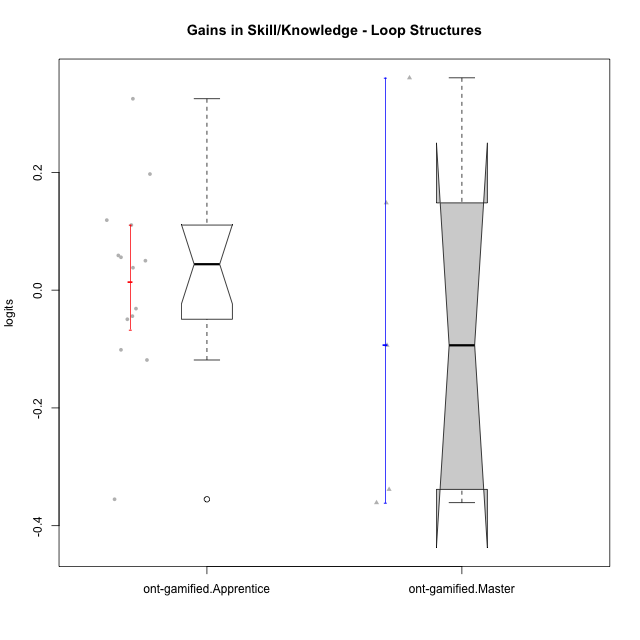 Gains in Skill/Knowledge - Loop Structures
logits
0.2
0.0
-0.2
-0.4
ont-gamified.Apprentice
ont-gamified.Master